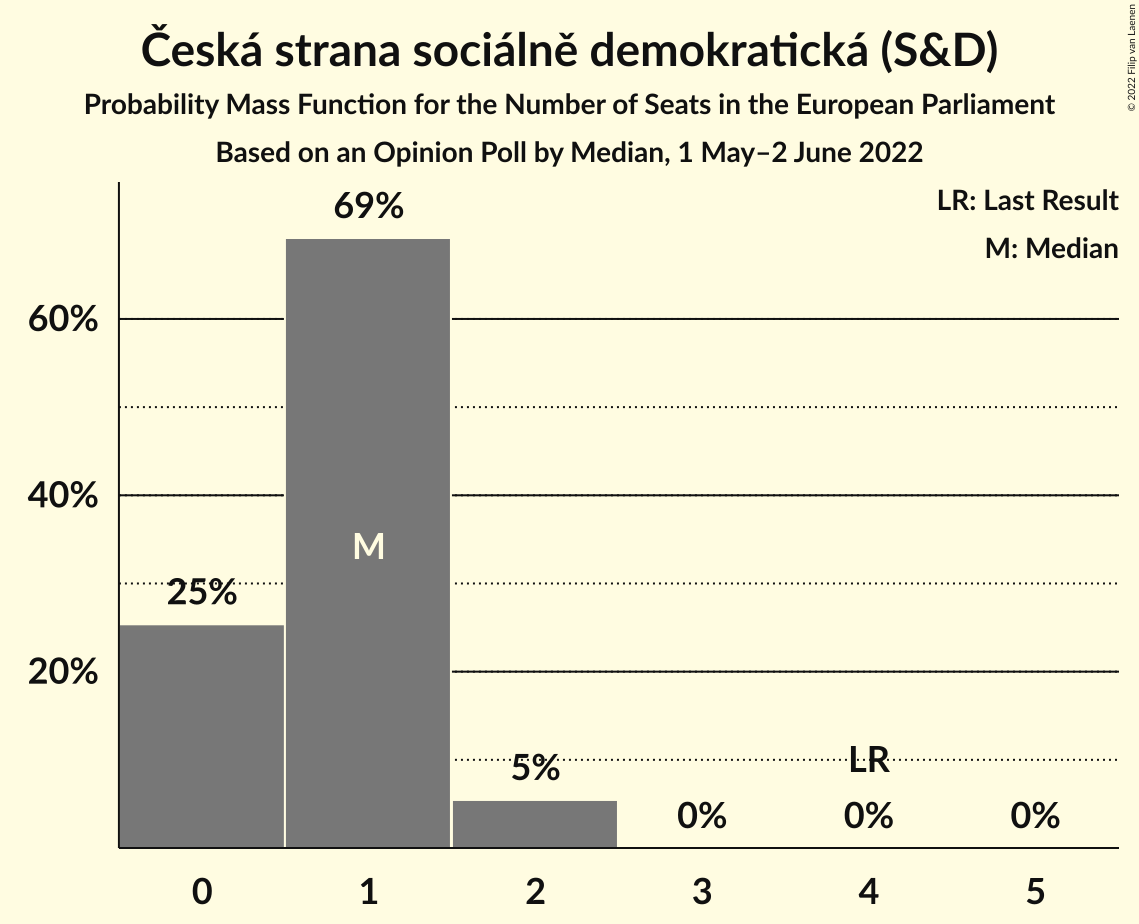 Česká strana sociálně demokratická (S&D)
Probability Mass Function for the Number of Seats in the European Parliament
Based on an Opinion Poll by Median, 1 May–2 June 2022
© 2022 Filip van Laenen
LR: Last Result
M: Median
69%
60%
40%
M
25%
20%
5%
LR
0%
0%
0%
0
1
2
3
4
5